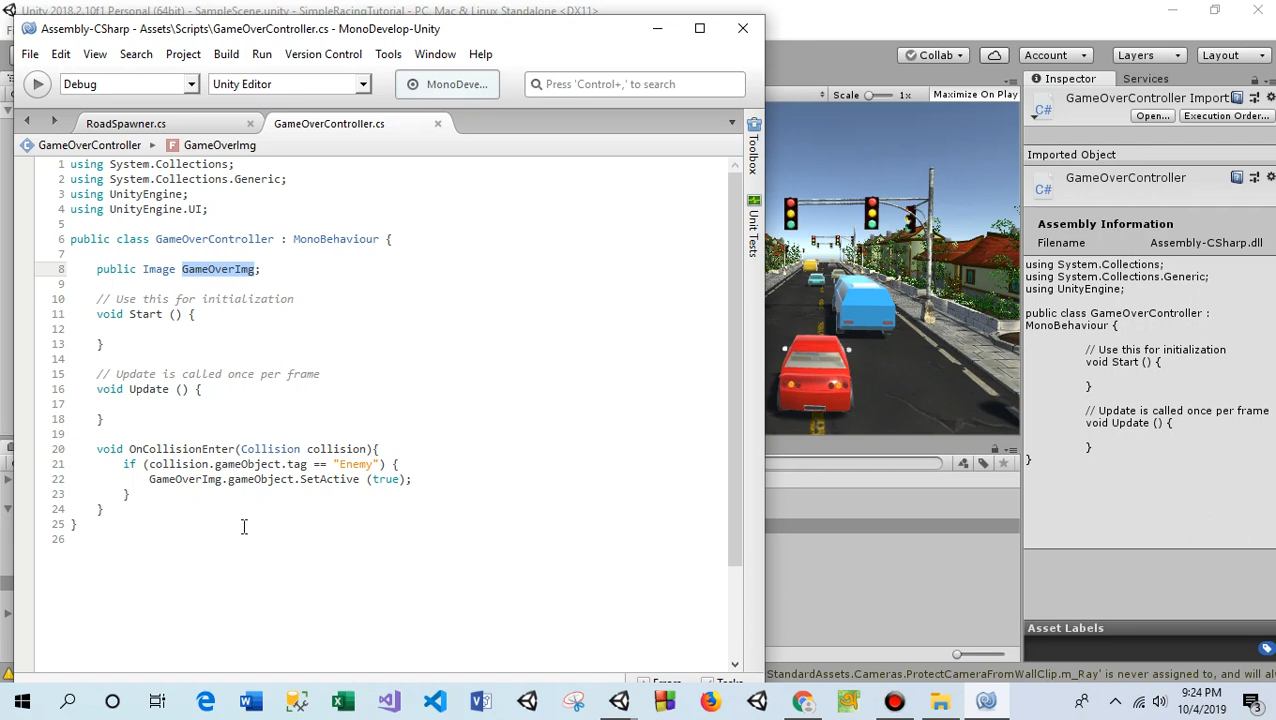 Unity 2018.2.10f1 Personal (64bit) - SampleScene.unity - SimpleRacingTutorial - PC, Mac & Linux Standalone <DX11>
Assembly-CSharp - Assets\Scripts\GameOverController.cs - MonoDevelop-Unity
File Edit View Search Project Build Run Version Control Tools Window Help
Collab Account Layers Layout
Debug Unity Editor MonoDeve... Press 'Control+,' to search
Inspector Services
Scale 1x Maximize On Play
GameOverController Import
Open... Execution Order...
RoadSpawner.cs GameOverController.cs
GameOverController GameOverImg
Toolbox
Unit Tests
1 using System.Collections;
2 using System.Collections.Generic;
3 using UnityEngine;
4 using UnityEngine.UI;
5
6 public class GameOverController : MonoBehaviour {
8 public Image GameOverImg;
9
10 // Use this for initialization
11 void Start () {
12
13 }
14
15 // Update is called once per frame
16 void Update () {
17
18 }
19
20 void OnCollisionEnter(Collision collision){
21 if (collision.gameObject.tag == "Enemy") {
22 GameOverImg.gameObject.SetActive (true);
23 }
24 }
25 }
26
Imported Object
C#
GameOverController
C#
Assembly Information
Filename Assembly-CSharp.dll
using System.Collections;
using System.Collections.Generic;
using UnityEngine;
public class GameOverController :
MonoBehaviour {
// Use this for initialization
void Start () {
}
// Update is called once per frame
void Update () {
}
}
Asset Labels
StandardAssets.Cameras.ProtectCameraFromWallClip.m_Ray' is never assigned to, and will a
9:24 PM
10/4/2019
3